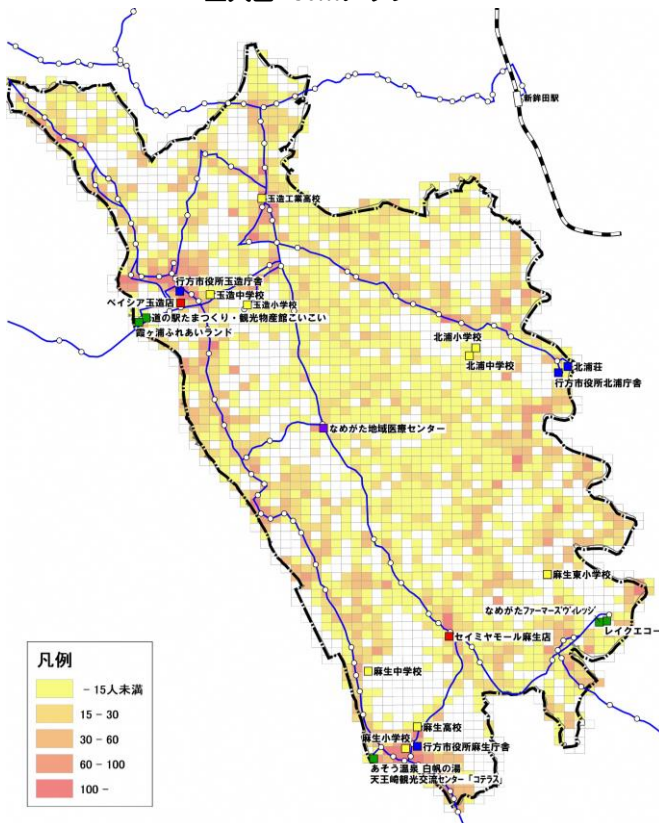 新鉾田駅
玉造工業高校
行方市役所玉造庁舎
玉造中学校
ベイシア玉造店
玉造小学校
道の駅たまつくり・観光物産館こいこい
霞ヶ浦ふれあいランド
北浦小学校
北浦中学校
北浦荘
行方市役所北浦庁舎
なめがた地域医療センター
麻生東小学校
なめがたファーマーズヴィレッジ
レイクエコー
セイミヤモール麻生店
麻生中学校
麻生高校
麻生小学校
行方市役所麻生庁舎
あそう温泉 白帆の湯
天王崎観光交流センター「コテラス」
凡例
- 15人未満
15 - 30
30 - 60
60 - 100
100 -